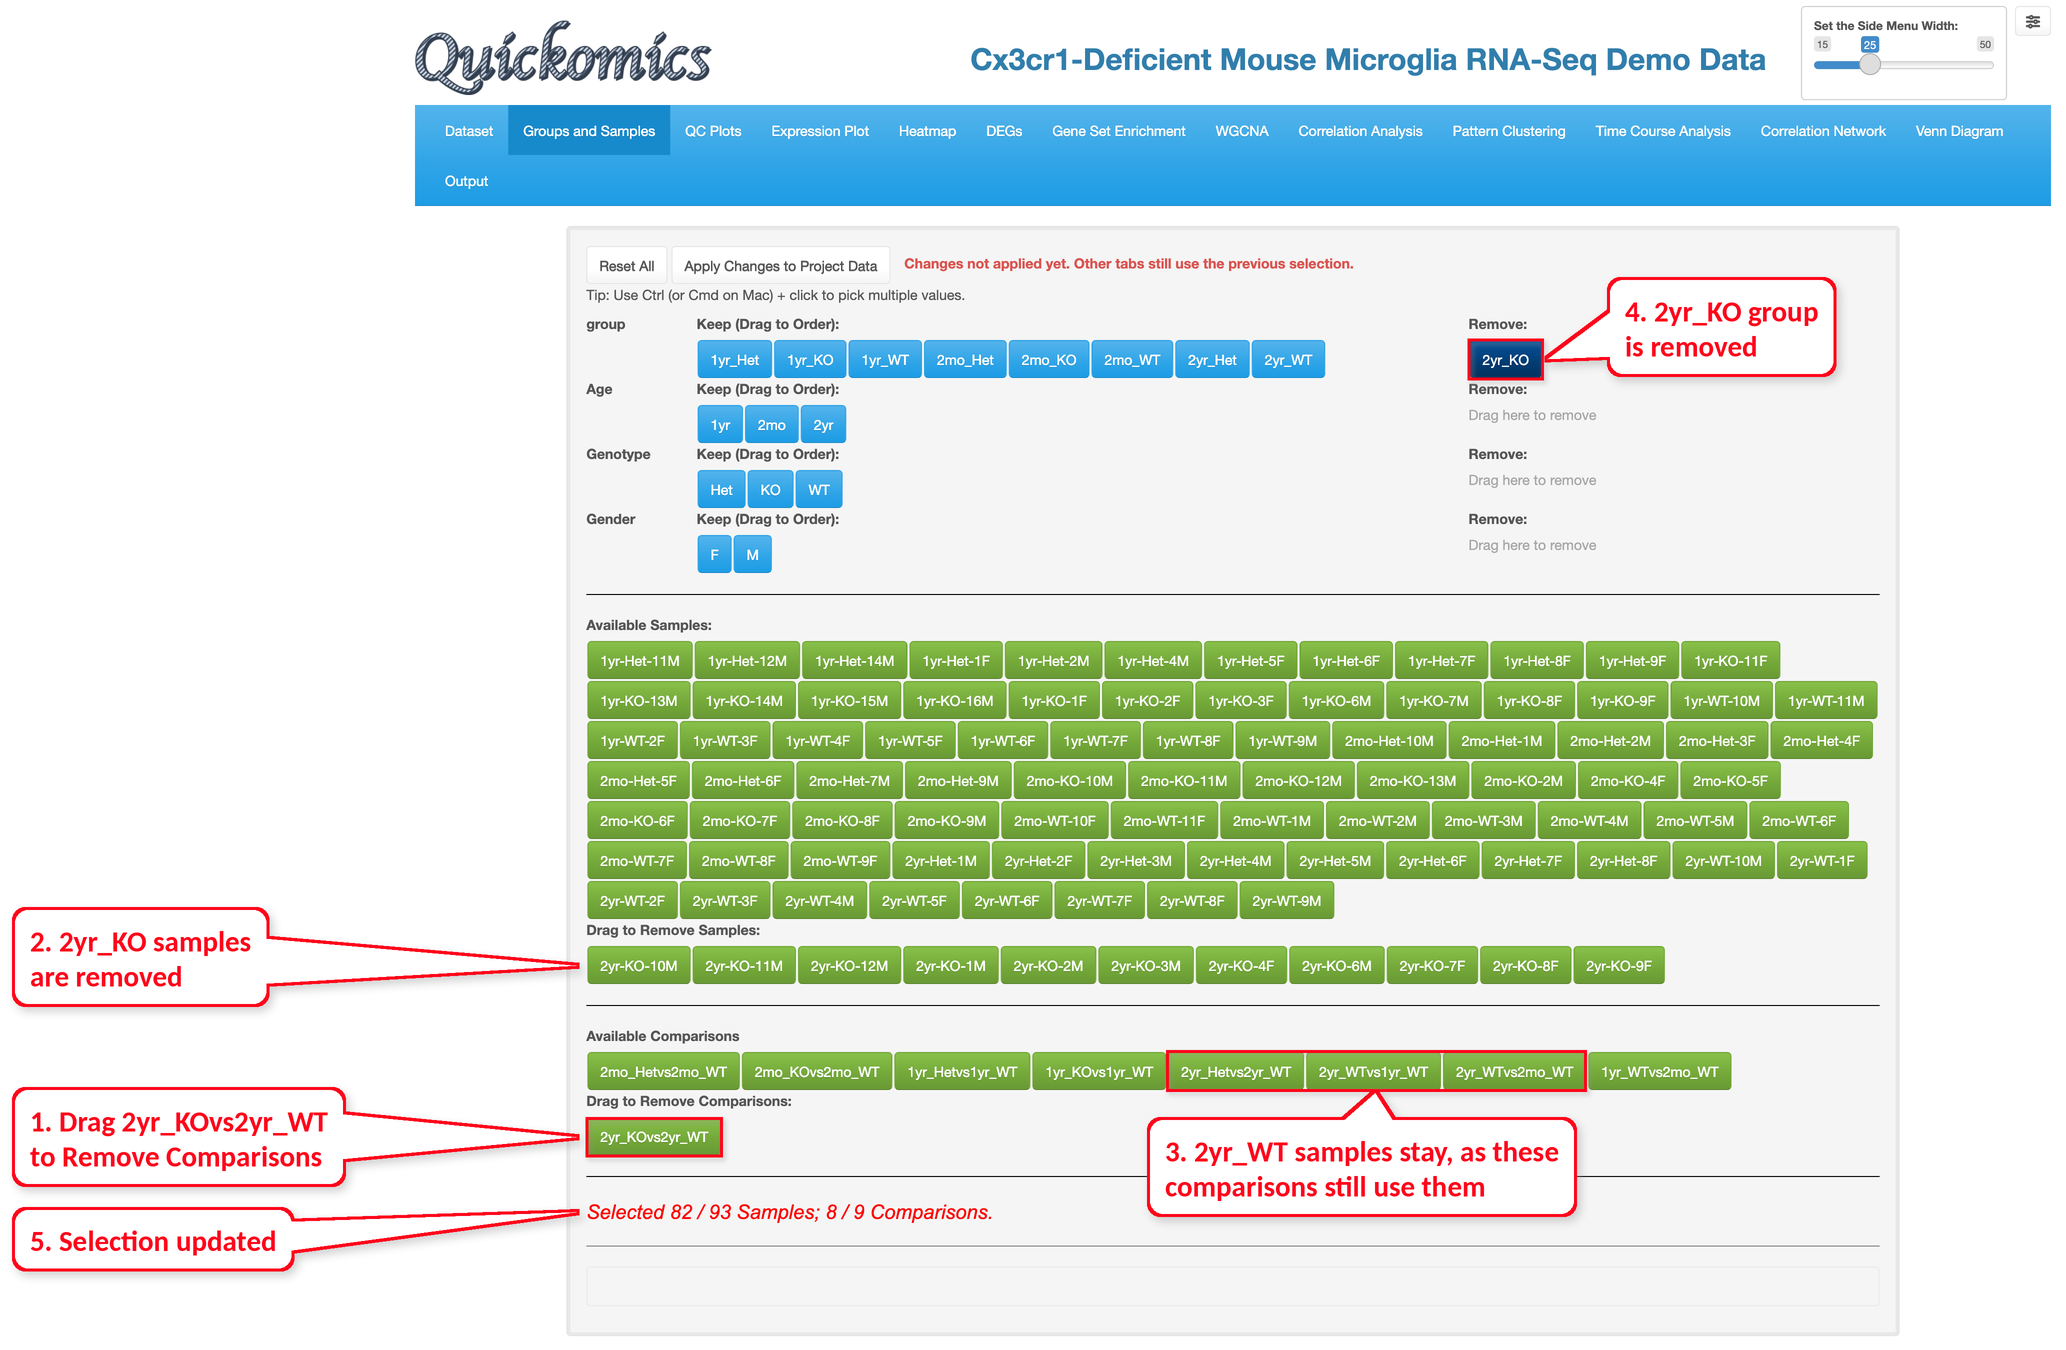 Quickomics
Cx3cr1-Deficient Mouse Microglia RNA-Seq Demo Data
Set the Side Menu Width:
15 25 50
Dataset Groups and Samples QC Plots Expression Plot Heatmap DEGs Gene Set Enrichment WGCNA Correlation Analysis Pattern Clustering Time Course Analysis Correlation Network Venn Diagram
Output
Reset All Apply Changes to Project Data Changes not applied yet. Other tabs still use the previous selection.
Tip: Use Ctrl (or Cmd on Mac) + click to pick multiple values.
group Keep (Drag to Order): Remove:
1yr_Het 1yr_KO 1yr_WT 2mo_Het 2mo_KO 2mo_WT 2yr_Het 2yr_WT 2yr_KO
4. 2yr_KO group
is removed
Age Keep (Drag to Order): Remove:
1yr 2mo 2yr Drag here to remove
Genotype Keep (Drag to Order): Remove:
Het KO WT Drag here to remove
Gender Keep (Drag to Order): Remove:
F M Drag here to remove
Available Samples:
1yr-Het-11M 1yr-Het-12M 1yr-Het-14M 1yr-Het-1F 1yr-Het-2M 1yr-Het-4M 1yr-Het-5F 1yr-Het-6F 1yr-Het-7F 1yr-Het-8F 1yr-Het-9F 1yr-KO-11F
1yr-KO-13M 1yr-KO-14M 1yr-KO-15M 1yr-KO-16M 1yr-KO-1F 1yr-KO-2F 1yr-KO-3F 1yr-KO-6M 1yr-KO-7M 1yr-KO-8F 1yr-KO-9F 1yr-WT-10M 1yr-WT-11M
1yr-WT-2F 1yr-WT-3F 1yr-WT-4F 1yr-WT-5F 1yr-WT-6F 1yr-WT-7F 1yr-WT-8F 1yr-WT-9M 2mo-Het-10M 2mo-Het-1M 2mo-Het-2M 2mo-Het-3F 2mo-Het-4F
2mo-Het-5F 2mo-Het-6F 2mo-Het-7M 2mo-Het-9M 2mo-KO-10M 2mo-KO-11M 2mo-KO-12M 2mo-KO-13M 2mo-KO-2M 2mo-KO-4F 2mo-KO-5F
2mo-KO-6F 2mo-KO-7F 2mo-KO-8F 2mo-KO-9M 2mo-WT-10F 2mo-WT-11F 2mo-WT-1M 2mo-WT-2M 2mo-WT-3M 2mo-WT-4M 2mo-WT-5M 2mo-WT-6F
2mo-WT-7F 2mo-WT-8F 2mo-WT-9F 2yr-Het-1M 2yr-Het-2F 2yr-Het-3M 2yr-Het-4M 2yr-Het-5M 2yr-Het-6F 2yr-Het-7F 2yr-Het-8F 2yr-WT-10M 2yr-WT-1F
2yr-WT-2F 2yr-WT-3F 2yr-WT-4M 2yr-WT-5F 2yr-WT-6F 2yr-WT-7F 2yr-WT-8F 2yr-WT-9M
Drag to Remove Samples:
2. 2yr_KO samples
are removed
2yr-KO-10M 2yr-KO-11M 2yr-KO-12M 2yr-KO-1M 2yr-KO-2M 2yr-KO-3M 2yr-KO-4F 2yr-KO-6M 2yr-KO-7F 2yr-KO-8F 2yr-KO-9F
Available Comparisons
2mo_Hetvs2mo_WT 2mo_KOvs2mo_WT 1yr_Hetvs1yr_WT 1yr_KOvs1yr_WT 2yr_Hetvs2yr_WT 2yr_WTvs1yr_WT 2yr_WTvs2mo_WT 1yr_WTvs2mo_WT
Drag to Remove Comparisons:
1. Drag 2yr_KOvs2yr_WT
to Remove Comparisons
2yr_KOvs2yr_WT
3. 2yr_WT samples stay, as these
comparisons still use them
5. Selection updated
Selected 82 / 93 Samples; 8 / 9 Comparisons.